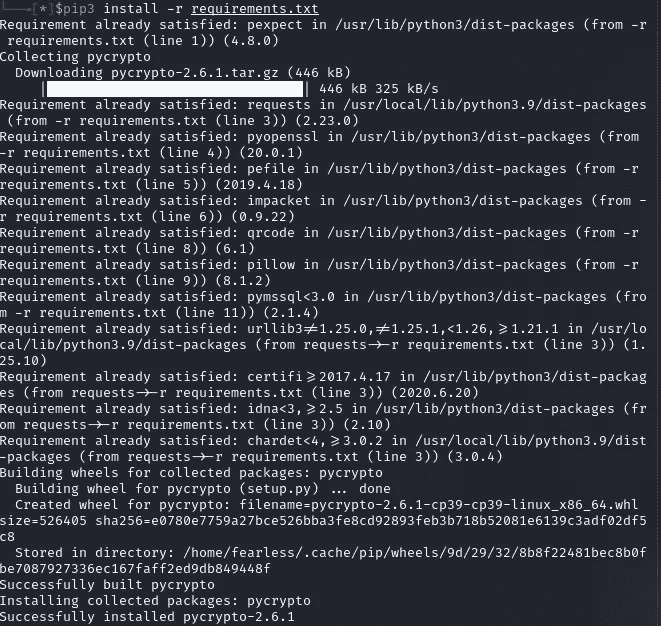 └──╼[*]$pip3 install -r requirements.txt
Requirement already satisfied: pexpect in /usr/lib/python3/dist-packages (from -r
 requirements.txt (line 1)) (4.8.0)
Collecting pycrypto
  Downloading pycrypto-2.6.1.tar.gz (446 kB)
     |████████████████████████████████| 446 kB 325 kB/s
Requirement already satisfied: requests in /usr/local/lib/python3.9/dist-packages
 (from -r requirements.txt (line 3)) (2.23.0)
Requirement already satisfied: pyopenssl in /usr/lib/python3/dist-packages (from
-r requirements.txt (line 4)) (20.0.1)
Requirement already satisfied: pefile in /usr/lib/python3/dist-packages (from -r
requirements.txt (line 5)) (2019.4.18)
Requirement already satisfied: impacket in /usr/lib/python3/dist-packages (from -
r requirements.txt (line 6)) (0.9.22)
Requirement already satisfied: qrcode in /usr/lib/python3/dist-packages (from -r
requirements.txt (line 8)) (6.1)
Requirement already satisfied: pillow in /usr/lib/python3/dist-packages (from -r
requirements.txt (line 9)) (8.1.2)
Requirement already satisfied: pymssql<3.0 in /usr/lib/python3/dist-packages (fro
m -r requirements.txt (line 11)) (2.1.4)
Requirement already satisfied: urllib3!=1.25.0,!=1.25.1,<1.26,>=1.21.1 in /usr/lo
cal/lib/python3.9/dist-packages (from requests->-r requirements.txt (line 3)) (1.
25.10)
Requirement already satisfied: certifi>=2017.4.17 in /usr/lib/python3/dist-packag
es (from requests->-r requirements.txt (line 3)) (2020.6.20)
Requirement already satisfied: idna<3,>=2.5 in /usr/lib/python3/dist-packages (fr
om requests->-r requirements.txt (line 3)) (2.10)
Requirement already satisfied: chardet<4,>=3.0.2 in /usr/local/lib/python3.9/dist
-packages (from requests->-r requirements.txt (line 3)) (3.0.4)
Building wheels for collected packages: pycrypto
  Building wheel for pycrypto (setup.py) ... done
  Created wheel for pycrypto: filename=pycrypto-2.6.1-cp39-cp39-linux_x86_64.whl
size=526405 sha256=e0780e7759a27bce526bba3fe8cd92893feb3b718b52081e6139c3adf02df5
c8
  Stored in directory: /home/fearless/.cache/pip/wheels/9d/29/32/8b8f22481bec8b0f
be7087927336ec167faff2ed9db849448f
Successfully built pycrypto
Installing collected packages: pycrypto
Successfully installed pycrypto-2.6.1